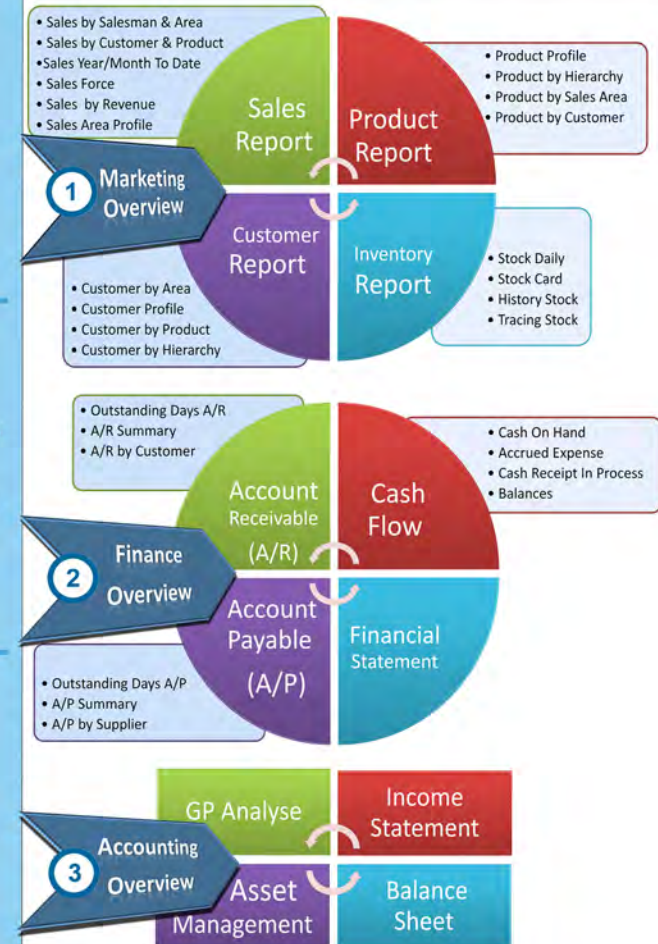 • Sales by Salesman & Area
• Sales by Customer & Product
•Sales Year/Month To Date
• Sales Force
• Sales by Revenue
• Sales Area Profile
Sales
Report
Product
Report
• Product Profile
• Product by Hierarchy
• Product by Sales Area
• Product by Customer
1
Marketing
Overview
Customer
Report
Inventory
Report
• Customer by Area
• Customer Profile
• Customer by Product
• Customer by Hierarchy
• Stock Daily
• Stock Card
• History Stock
• Tracing Stock
• Outstanding Days A/R
• A/R Summary
• A/R by Customer
Account
Receivable
(A/R)
Cash
Flow
• Cash On Hand
• Accrued Expense
• Cash Receipt In Process
• Balances
2
Finance
Overview
Account
Payable
(A/P)
Financial
Statement
• Outstanding Days A/P
• A/P Summary
• A/P by Supplier
GP Analyse
Income
Statement
3
Accounting
Overview
Asset
Management
Balance
Sheet